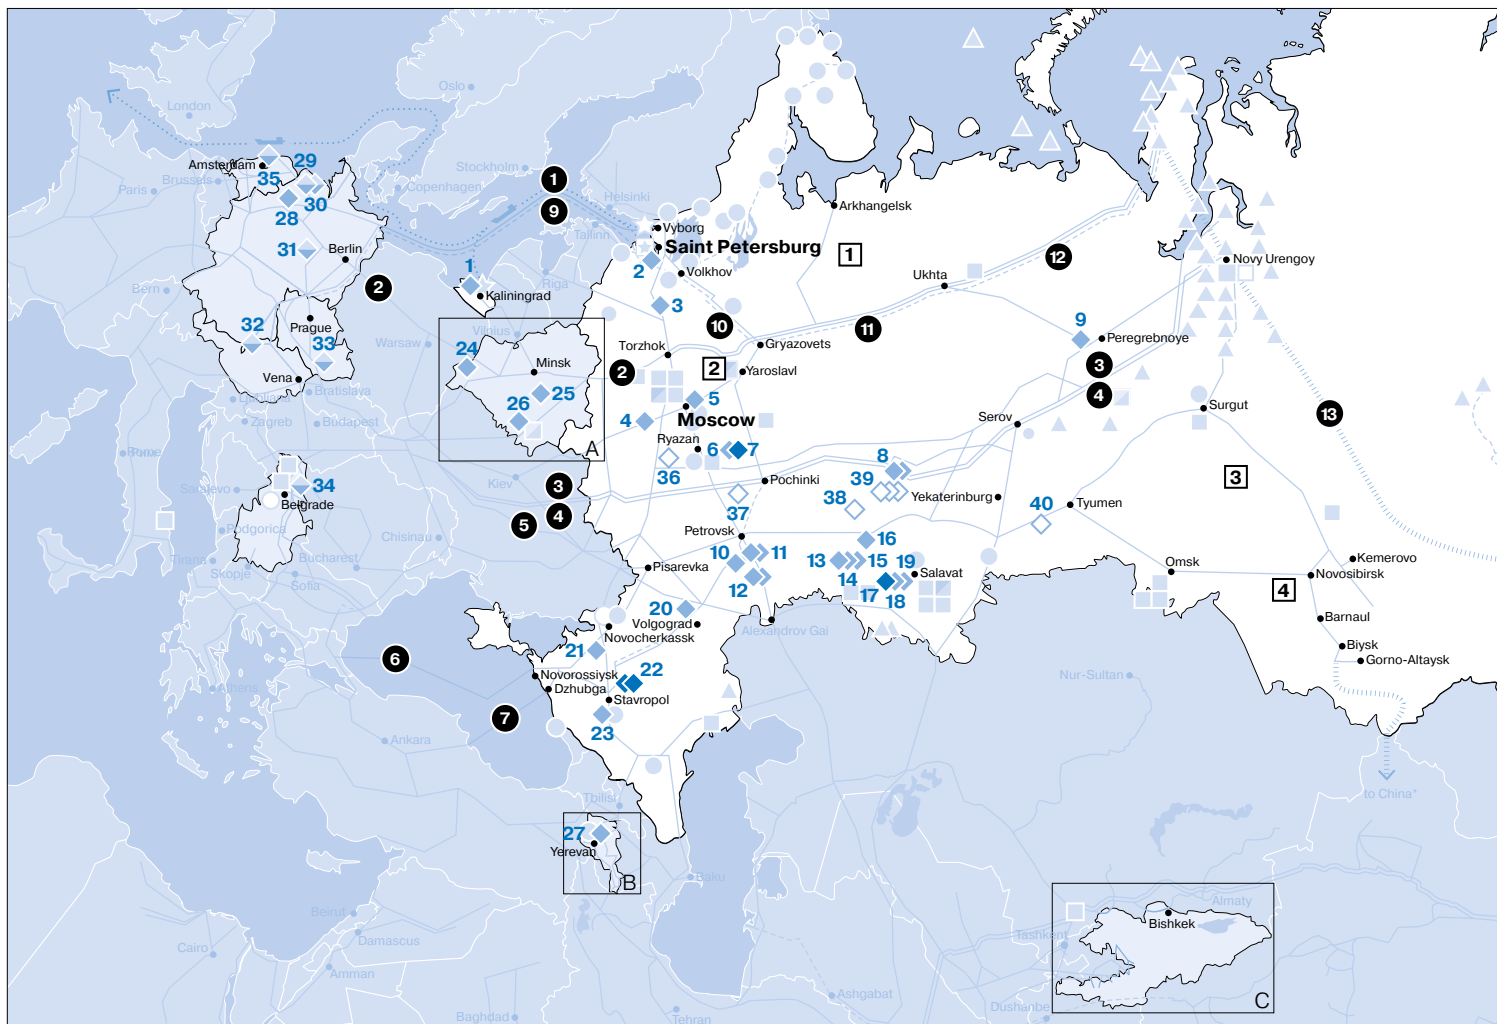 Oslo
London
Stockholm
Amsterdam
29
Brussels
35
Copenhagen
1
Helsinki
Arkhangelsk
Paris
28
30
9
Tallinn
Vyborg
Saint Petersburg
1
12
31
Berlin
2
Volkhov
Novy Urengoy
Bern
2
1
Kaliningrad
Riga
3
Ukhta
Prague
10
11
9
32
33
Vilnius
Torzhok
Gryazovets
Peregrebnoye
Warsaw
24
Minsk
2
2
Yaroslavl
3
Vena
Bratislava
Ljubljana
25
5
4
Surgut
13
Zagreb
Budapest
26
4
Moscow
Serov
A
Ryazan
6
7
Rome
36
8
3
Sarajevo
34
Kiev
3
Pochinki
39
Yekaterinburg
Belgrade
4
37
38
40
Tyumen
Podgorica
5
Chisinau
Petrovsk
16
Tirana
Skopje
Bucharest
Sofia
Pisarevka
10
11
13
15
19
Salavat
Omsk
Kemerovo
Novosibirsk
12
14
17
18
4
20
Volgograd
Alexandrov Gai
Barnaul
Novocherkassk
21
Biysk
6
Gorno-Altaysk
Novorossiysk
22
Nur-Sultan
Athens
Dzhubga
Stavropol
7
23
Ankara
Tbilisi
to China*
27
Yerevan
B
Baku
Almaty
Beirut
Bishkek
Cairo
Damascus
Tashkent
Amman
Ashgabat
C
Baghdad
Tehran
Dushanbe